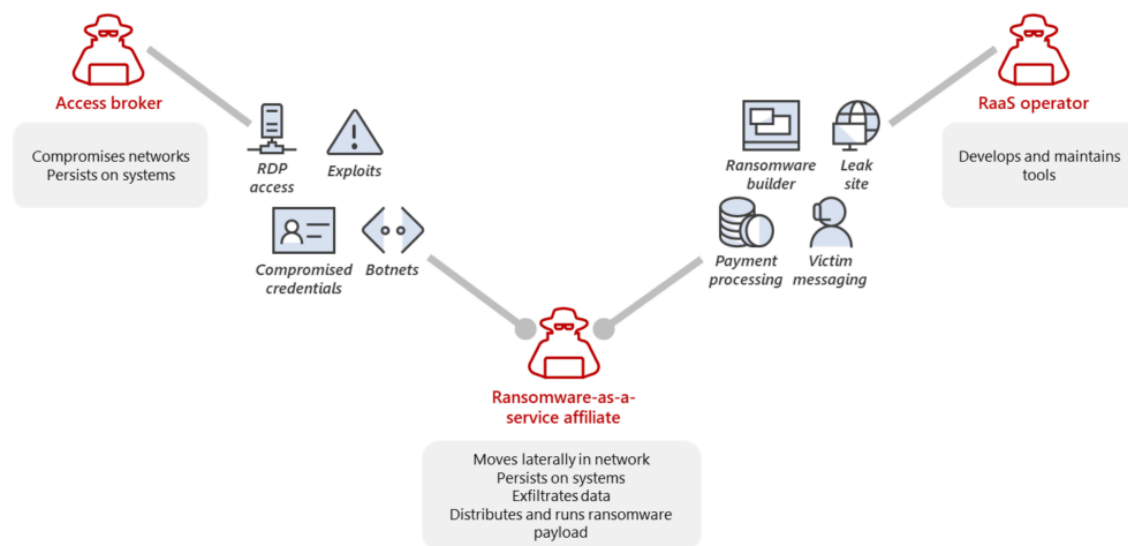 Access broker
Compromises networks
Persists on systems
RDP
access
Exploits
Compromised
credentials
Botnets
Ransomware
builder
Leak
site
Payment
processing
Victim
messaging
RaaS operator
Develops and maintains
tools
Ransomware-as-a-
service affiliate
Moves laterally in network
Persists on systems
Exfiltrates data
Distributes and runs ransomware
payload